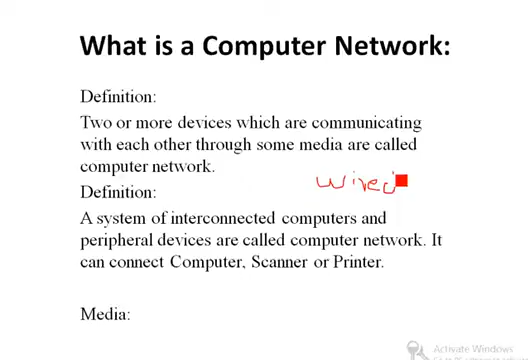 What is a Computer Network:
Definition:
Two or more devices which are communicating
with each other through some media are called
computer network.
wired
Definition:
A system of interconnected computers and
peripheral devices are called computer network. It
can connect Computer, Scanner or Printer.
Media:
Activate Windows